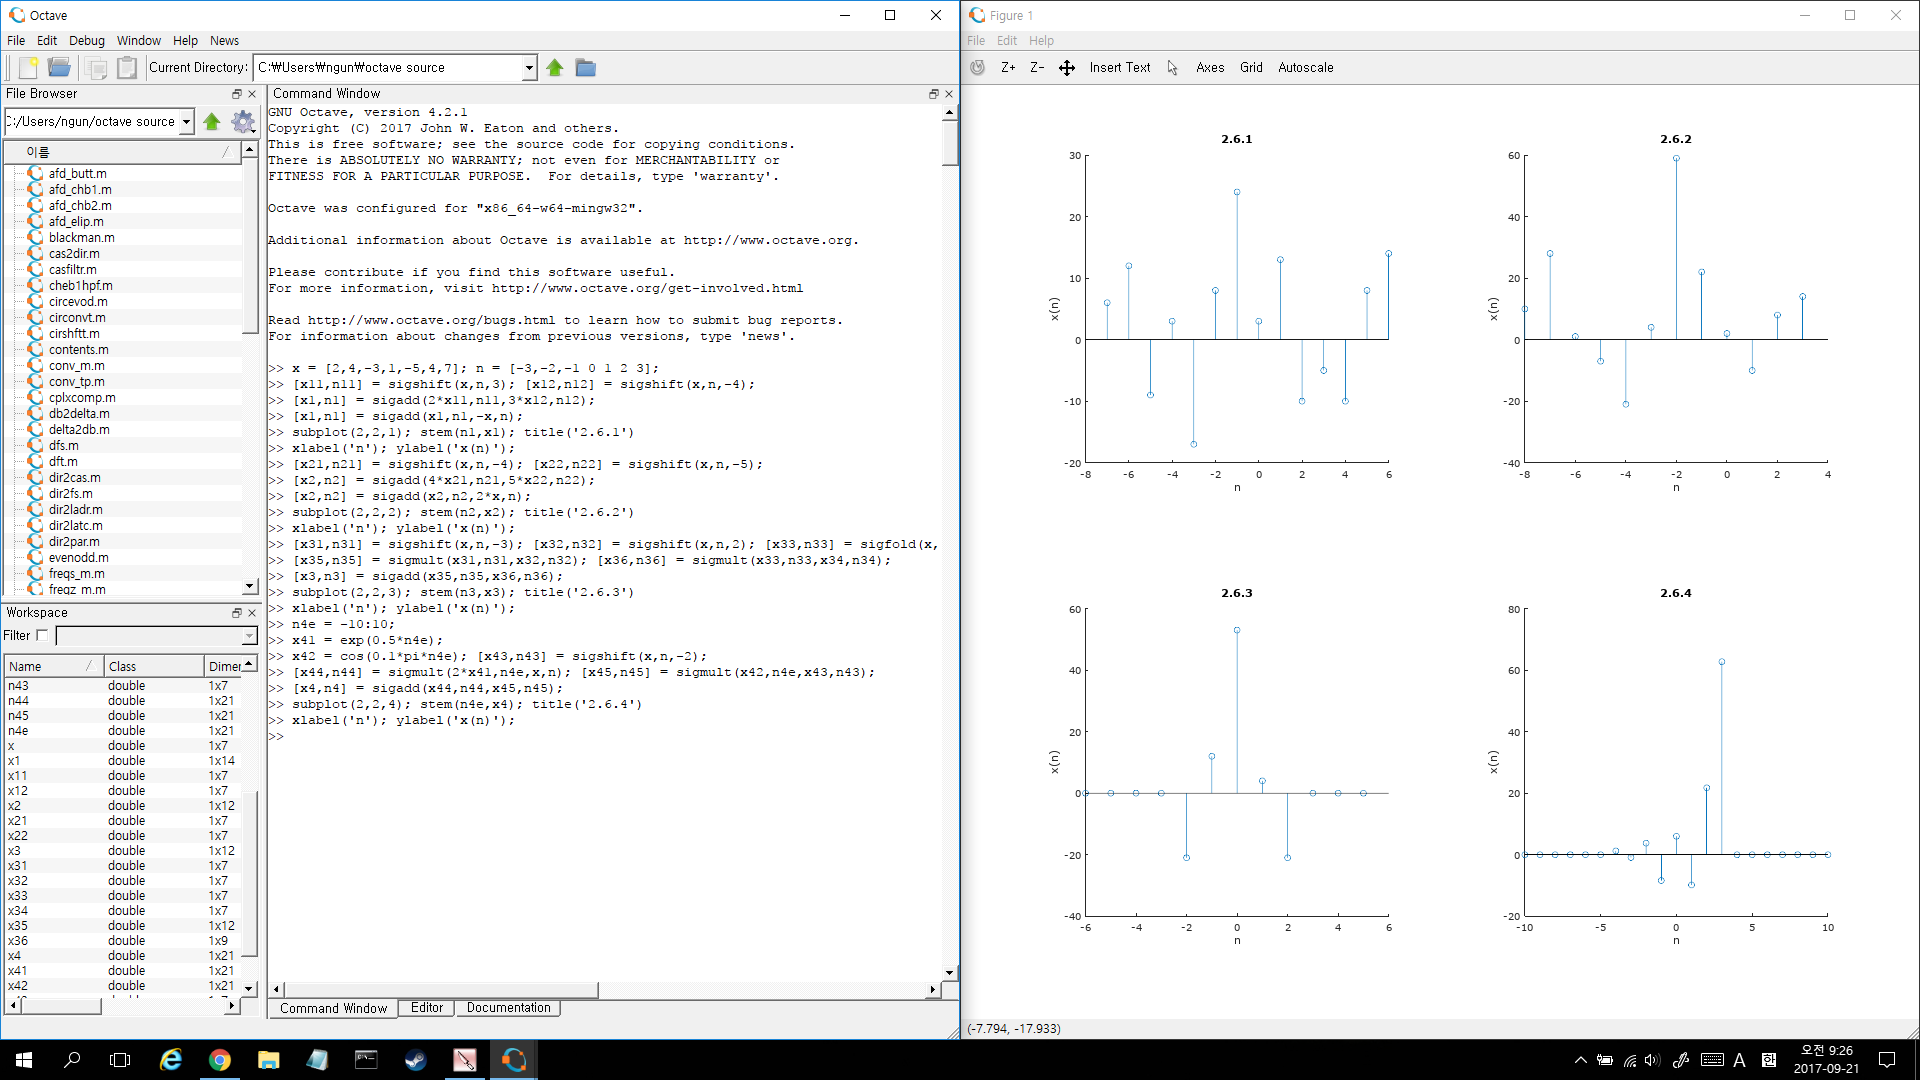 Octave
File Edit Debug Window Help News
Current Directory: C:₩Users₩ngun₩octave source
File Browser
C:/Users/ngun/octave source
이름
afd_butt.m
afd_chb1.m
afd_chb2.m
afd_elip.m
blackman.m
cas2dir.m
casfiltr.m
cheb1hpf.m
circevod.m
circonvt.m
cirshftt.m
contents.m
conv_m.m
conv_tp.m
cplxcomp.m
db2delta.m
delta2db.m
dfs.m
dft.m
dir2cas.m
dir2fs.m
dir2ladr.m
dir2latc.m
dir2par.m
evenodd.m
freqs_m.m
freqz_m.m
Workspace
Filter
Name Class Dimer
n43 double 1x7
n44 double 1x21
n45 double 1x21
n4e double 1x21
x double 1x7
x1 double 1x14
x11 double 1x7
x12 double 1x7
x2 double 1x12
x21 double 1x7
x22 double 1x7
x3 double 1x12
x31 double 1x7
x32 double 1x7
x33 double 1x7
x34 double 1x7
x35 double 1x12
x36 double 1x9
x4 double 1x21
x41 double 1x21
x42 double 1x21
Command Window
GNU Octave, version 4.2.1
Copyright (C) 2017 John W. Eaton and others.
This is free software; see the source code for copying conditions.
There is ABSOLUTELY NO WARRANTY; not even for MERCHANTABILITY or
FITNESS FOR A PARTICULAR PURPOSE.  For details, type 'warranty'.
Octave was configured for "x86_64-w64-mingw32".
Additional information about Octave is available at http://www.octave.org.
Please contribute if you find this software useful.
For more information, visit http://www.octave.org/get-involved.html
Read http://www.octave.org/bugs.html to learn how to submit bug reports.
For information about changes from previous versions, type 'news'.
>> x = [2,4,-3,1,-5,4,7]; n = [-3,-2,-1 0 1 2 3];
>> [x11,n11] = sigshift(x,n,3); [x12,n12] = sigshift(x,n,-4);
>> [x1,n1] = sigadd(2*x11,n11,3*x12,n12);
>> [x1,n1] = sigadd(x1,n1,-x,n);
>> subplot(2,2,1); stem(n1,x1); title('2.6.1')
>> xlabel('n'); ylabel('x(n)');
>> [x21,n21] = sigshift(x,n,-4); [x22,n22] = sigshift(x,n,-5);
>> [x2,n2] = sigadd(4*x21,n21,5*x22,n22);
>> [x2,n2] = sigadd(x2,n2,2*x,n);
>> subplot(2,2,2); stem(n2,x2); title('2.6.2')
>> xlabel('n'); ylabel('x(n)');
>> [x31,n31] = sigshift(x,n,-3); [x32,n32] = sigshift(x,n,2); [x33,n33] = sigfold(x,
>> [x35,n35] = sigmult(x31,n31,x32,n32); [x36,n36] = sigmult(x33,n33,x34,n34);
>> [x3,n3] = sigadd(x35,n35,x36,n36);
>> subplot(2,2,3); stem(n3,x3); title('2.6.3')
>> xlabel('n'); ylabel('x(n)');
>> n4e = -10:10;
>> x41 = exp(0.5*n4e);
>> x42 = cos(0.1*pi*n4e); [x43,n43] = sigshift(x,n,-2);
>> [x44,n44] = sigmult(2*x41,n4e,x,n); [x45,n45] = sigmult(x42,n4e,x43,n43);
>> [x4,n4] = sigadd(x44,n44,x45,n45);
>> subplot(2,2,4); stem(n4e,x4); title('2.6.4')
>> xlabel('n'); ylabel('x(n)');
>>
Command Window Editor Documentation
Figure 1
File Edit Help
Z+ Z- Insert Text Axes Grid Autoscale
2.6.1
30
20
10
0
-10
-20
-8 -6 -4 -2 0 2 4 6
n
x(n)
2.6.2
60
40
20
0
-20
-40
-8 -6 -4 -2 0 2 4
n
x(n)
2.6.3
60
40
20
0
-20
-40
-6 -4 -2 0 2 4 6
n
x(n)
2.6.4
80
60
40
20
0
-20
-10 -5 0 5 10
n
x(n)
(-7.794, -17.933)
A 한 오전 9:26
2017-09-21